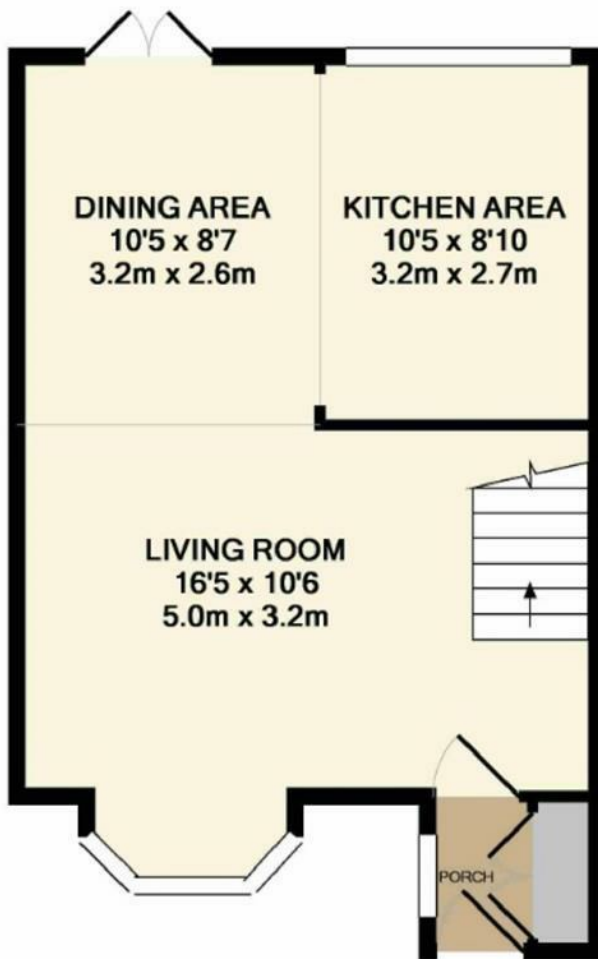 DINING AREA
10'5 x 8'7
3.2m x 2.6m
KITCHEN AREA
10'5 x 8'10
3.2m x 2.7m
LIVING ROOM
16'5 x 10'6
5.0m x 3.2m
PORCH